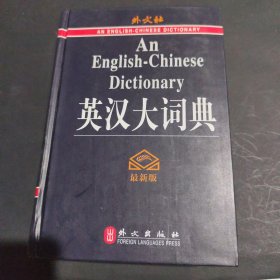 外文社
AN ENGLISH-CHINESE DICTIONARY
An
English-Chinese
Dictionary
英汉大词典
最新版
外文出版社
FOREIGN LANGUAGES PRESS